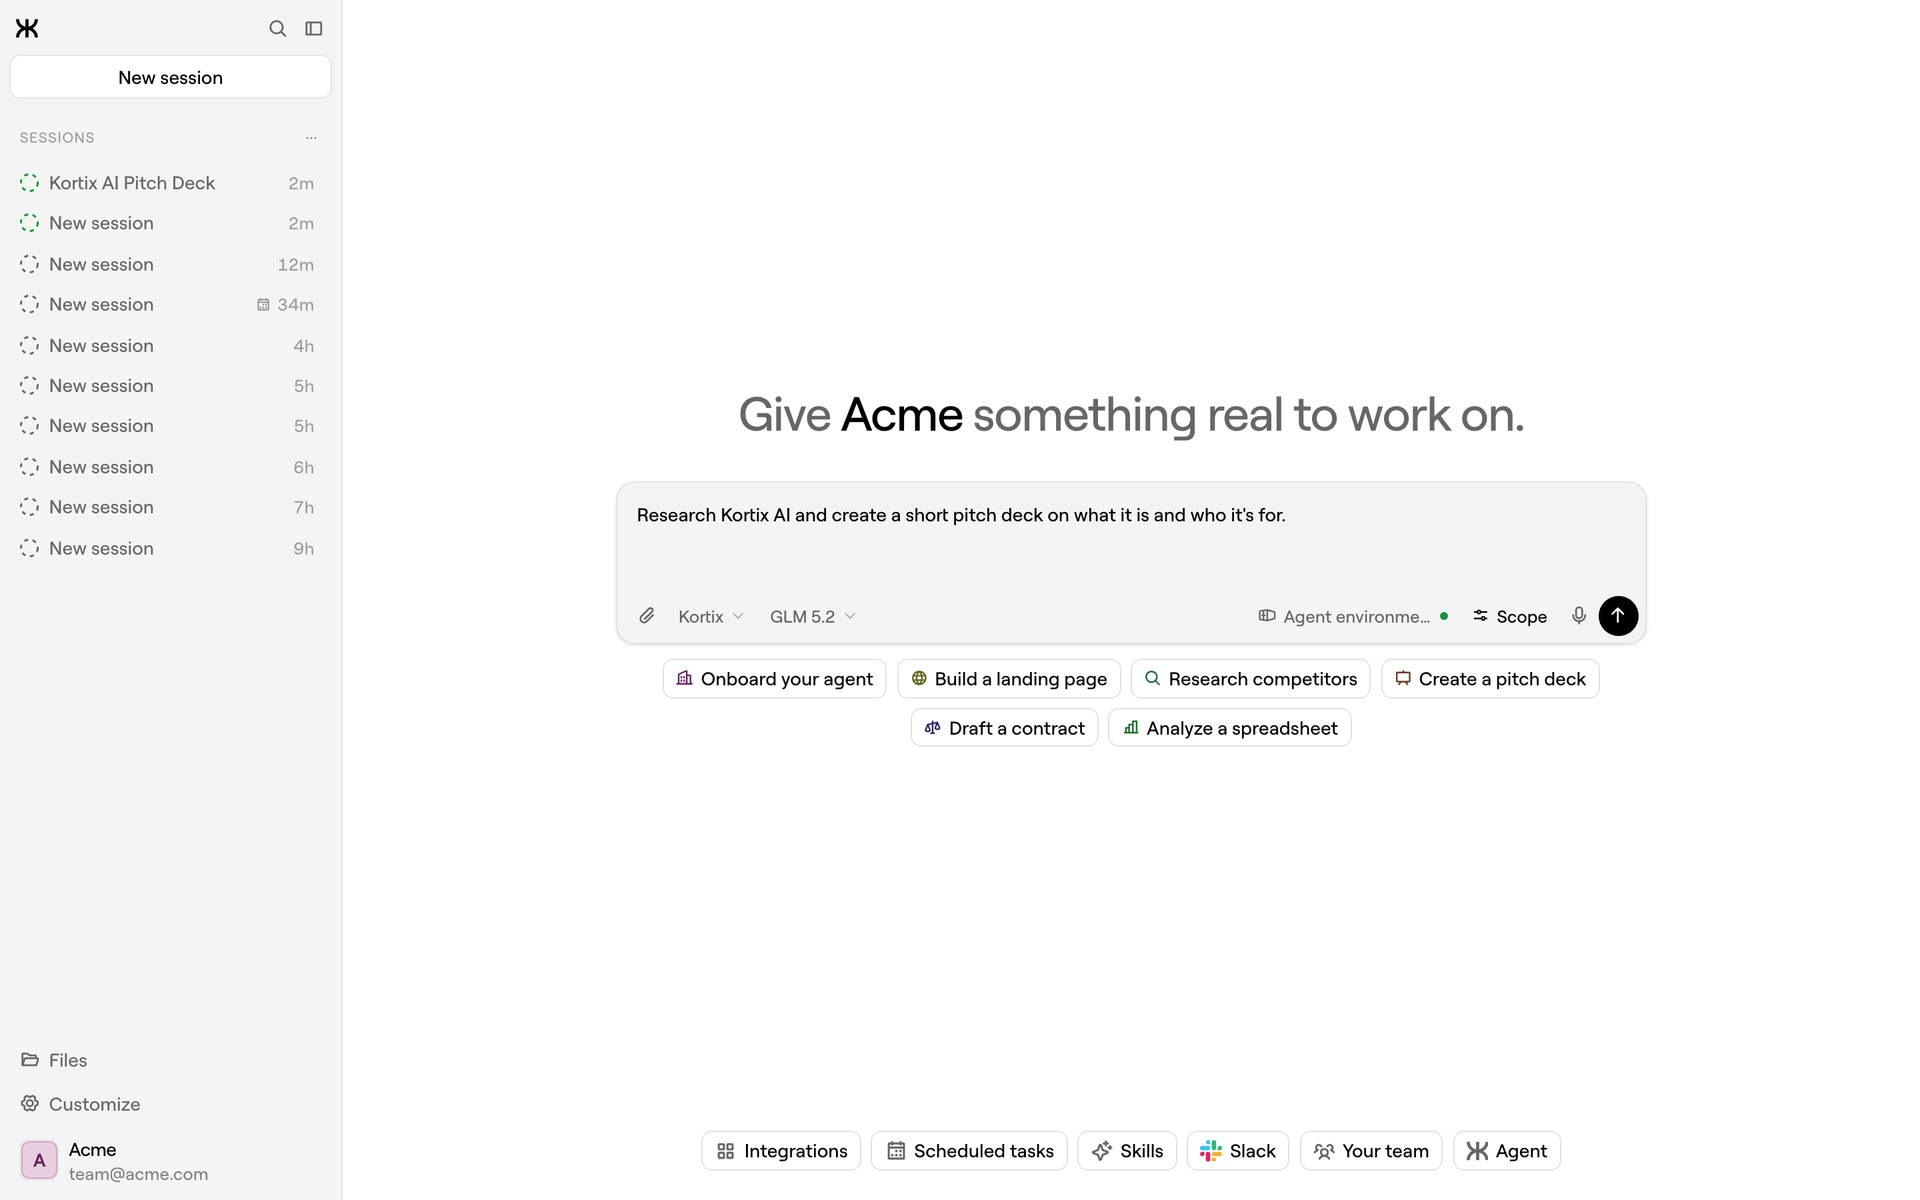 New session
SESSIONS
Kortix AI Pitch Deck 2m
New session 2m
New session 12m
New session 34m
New session 4h
New session 5h
New session 5h
New session 6h
New session 7h
New session 9h
Files
Customize
A
Acme
team@acme.com
Give Acme something real to work on.
Research Kortix AI and create a short pitch deck on what it is and who it's for.
Kortix GLM 5.2 Agent environme... Scope
Onboard your agent Build a landing page Research competitors Create a pitch deck
Draft a contract Analyze a spreadsheet
Integrations Scheduled tasks Skills Slack Your team Agent